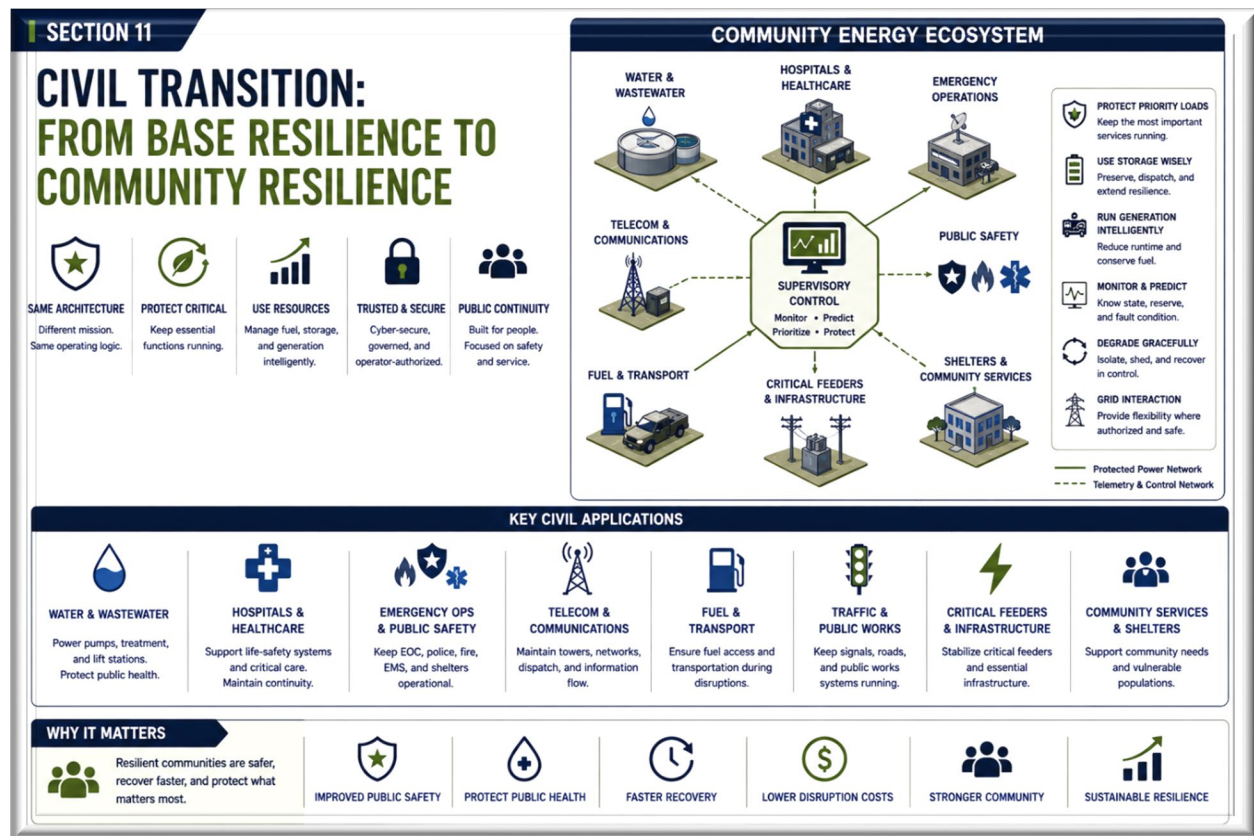 SECTION 11
CIVIL TRANSITION:
FROM BASE RESILIENCE TO
COMMUNITY RESILIENCE
SAME ARCHITECTURE
Different mission.
Same operating logic.
PROTECT CRITICAL
Keep essential
functions running.
USE RESOURCES
Manage fuel, storage,
and generation
intelligently.
TRUSTED & SECURE
Cyber-secure,
governed, and
operator-authorized.
PUBLIC CONTINUITY
Built for people.
Focused on safety
and service.
COMMUNITY ENERGY ECOSYSTEM
WATER &
WASTEWATER
HOSPITALS &
HEALTHCARE
EMERGENCY
OPERATIONS
TELECOM &
COMMUNICATIONS
SUPERVISORY
CONTROL
Monitor • Predict
Prioritize • Protect
PUBLIC SAFETY
FUEL & TRANSPORT
CRITICAL FEEDERS
& INFRASTRUCTURE
SHELTERS &
COMMUNITY SERVICES
PROTECT PRIORITY LOADS
Keep the most important
services running.
USE STORAGE WISELY
Preserve, dispatch, and
extend resilience.
RUN GENERATION
INTELLIGENTLY
Reduce runtime and
conserve fuel.
MONITOR & PREDICT
Know state, reserve,
and fault condition.
DEGRADE GRACEFULLY
Isolate, shed, and recover
in control.
GRID INTERACTION
Provide flexibility where
authorized and safe.
Protected Power Network
Telemetry & Control Network
KEY CIVIL APPLICATIONS
WATER & WASTEWATER
Power pumps, treatment,
and lift stations.
Protect public health.
HOSPITALS &
HEALTHCARE
Support life-safety systems
and critical care.
Maintain continuity.
EMERGENCY OPS
& PUBLIC SAFETY
Keep EOC, police, fire,
EMS, and shelters
operational.
TELECOM &
COMMUNICATIONS
Maintain towers, networks,
dispatch, and information
flow.
FUEL &
TRANSPORT
Ensure fuel access and
transportation during
disruptions.
TRAFFIC &
PUBLIC WORKS
Keep signals, roads,
and public works
systems running.
CRITICAL FEEDERS
& INFRASTRUCTURE
Stabilize critical feeders
and essential
infrastructure.
COMMUNITY SERVICES
& SHELTERS
Support community needs
and vulnerable
populations.
WHY IT MATTERS
Resilient communities are safer,
recover faster, and protect what
matters most.
IMPROVED PUBLIC SAFETY
PROTECT PUBLIC HEALTH
FASTER RECOVERY
LOWER DISRUPTION COSTS
STRONGER COMMUNITY
SUSTAINABLE RESILIENCE